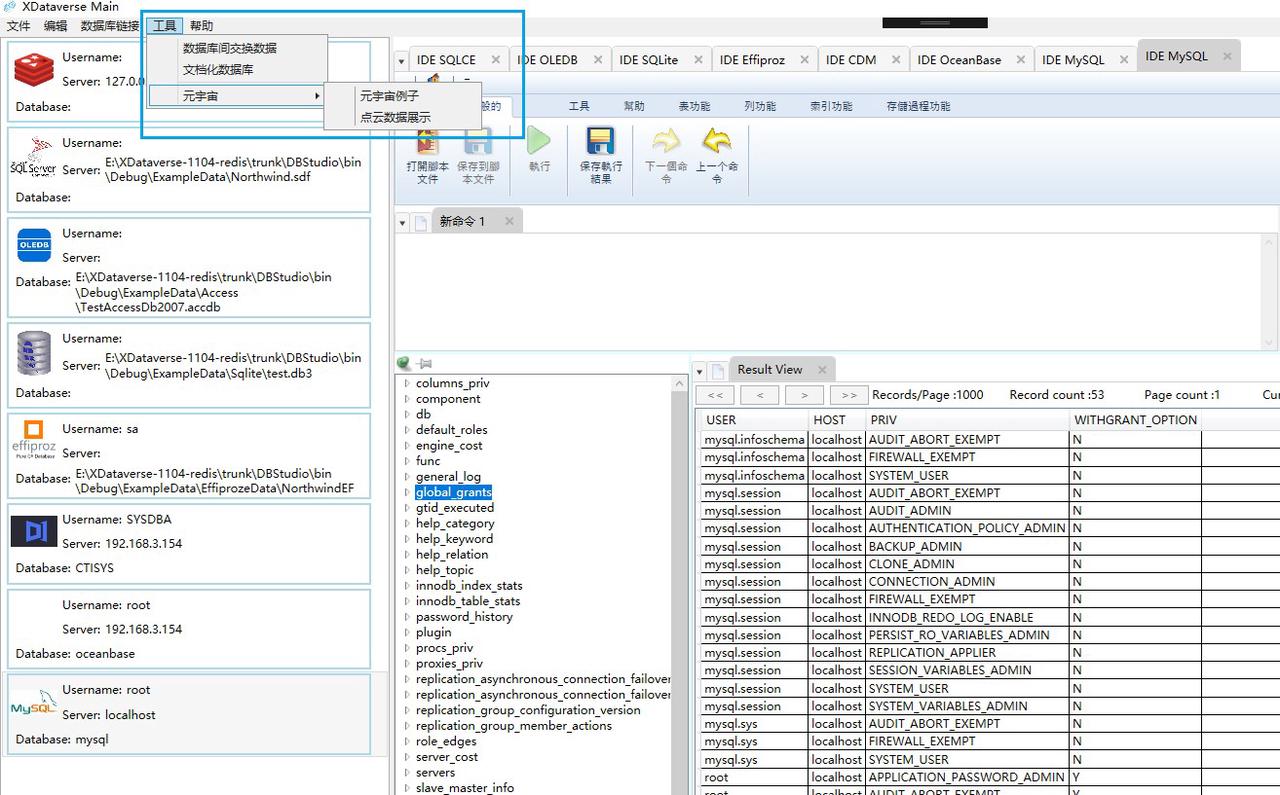 XDataverse Main
文件 编辑 数据库链接 工具 帮助
数据库间交换数据
文档化数据库
元宇宙
元宇宙例子
点云数据展示
Username:
Server: 127.0.0
Database:
SQL Server
Username:
Server: E:\XDataverse-1104-redis\trunk\DBStudio\bin
\Debug\ExampleData\Northwind.sdf
Database:
OLEDB
Username:
Server:
Database: E:\XDataverse-1104-redis\trunk\DBStudio\bin
\Debug\ExampleData\Access
\TestAccessDb2007.accdb
Username:
Server: E:\XDataverse-1104-redis\trunk\DBStudio\bin
\Debug\ExampleData\Sqlite\test.db3
Database:
effiproz
Username: sa
Server:
Database: E:\XDataverse-1104-redis\trunk\DBStudio\bin
\Debug\ExampleData\EffiprozeData\NorthwindEF
Username: SYSDBA
Server: 192.168.3.154
Database: CTISYS
Username: root
Server: 192.168.3.154
Database: oceanbase
MySQL
Username: root
Server: localhost
Database: mysql
IDE SQLCE IDE OLEDB IDE SQLite IDE Effiproz IDE CDM IDE OceanBase IDE MySQL IDE MySQL
般的 工具 幫助 表功能 列功能 索引功能 存儲過程功能
打開腳本
文件
保存到腳
本文件
執行
保存執行
結果
下一個命
令
上一个命
令
新命令 1
columns_priv
component
db
default_roles
engine_cost
func
general_log
global_grants
gtid_executed
help_category
help_keyword
help_relation
help_topic
innodb_index_stats
innodb_table_stats
password_history
plugin
procs_priv
proxies_priv
replication_asynchronous_connection_failover
replication_asynchronous_connection_failover
replication_group_configuration_version
replication_group_member_actions
role_edges
server_cost
servers
slave_master_info
Result View
<< < > >> Records/Page :1000 Record count :53 Page count :1 Cur
USER HOST PRIV WITHGRANT_OPTION
mysql.infoschema localhost AUDIT_ABORT_EXEMPT N
mysql.infoschema localhost FIREWALL_EXEMPT N
mysql.infoschema localhost SYSTEM_USER N
mysql.session localhost AUDIT_ABORT_EXEMPT N
mysql.session localhost AUDIT_ADMIN N
mysql.session localhost AUTHENTICATION_POLICY_ADMIN N
mysql.session localhost BACKUP_ADMIN N
mysql.session localhost CLONE_ADMIN N
mysql.session localhost CONNECTION_ADMIN N
mysql.session localhost FIREWALL_EXEMPT N
mysql.session localhost INNODB_REDO_LOG_ENABLE N
mysql.session localhost PERSIST_RO_VARIABLES_ADMIN N
mysql.session localhost REPLICATION_APPLIER N
mysql.session localhost SESSION_VARIABLES_ADMIN N
mysql.session localhost SYSTEM_USER N
mysql.session localhost SYSTEM_VARIABLES_ADMIN N
mysql.sys localhost AUDIT_ABORT_EXEMPT N
mysql.sys localhost FIREWALL_EXEMPT N
mysql.sys localhost SYSTEM_USER N
root localhost APPLICATION_PASSWORD_ADMIN Y
root localhost AUDIT_ABORT_EXEMPT Y